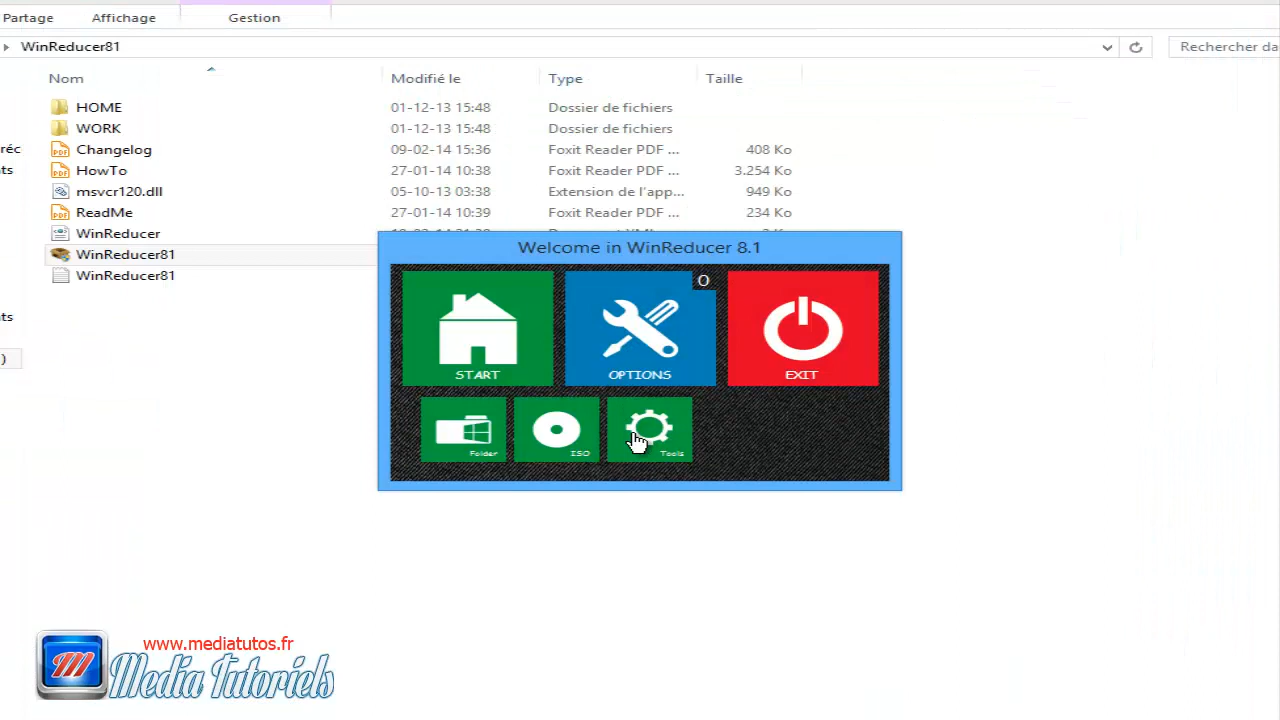 Partage Affichage Gestion
WinReducer81 Rechercher da
Nom Modifié le Type Taille
HOME 01-12-13 15:48 Dossier de fichiers
WORK 01-12-13 15:48 Dossier de fichiers
réc Changelog 09-02-14 15:36 Foxit Reader PDF ... 408 Ko
ts HowTo 27-01-14 10:38 Foxit Reader PDF ... 3.254 Ko
msvcr120.dll 05-10-13 03:38 Extension de l'app... 949 Ko
ReadMe 27-01-14 10:39 Foxit Reader PDF ... 234 Ko
WinReducer
WinReducer81
WinReducer81
ts
)
Welcome in WinReducer 8.1
0
START OPTIONS EXIT
Folder ISO Tools
www.mediatutos.fr
Media Tutoriels